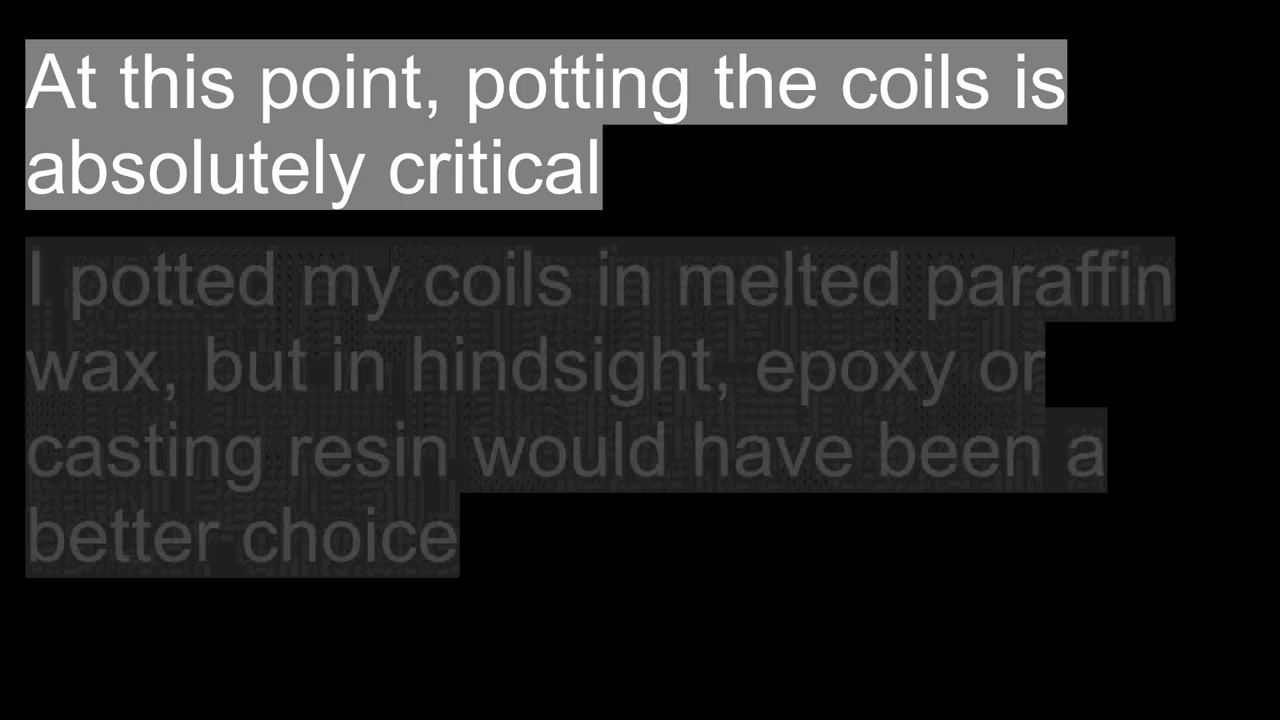 At this point, potting the coils is
absolutely critical
I potted my coils in melted paraffin
wax, but in hindsight, epoxy or
casting resin would have been a
better choice